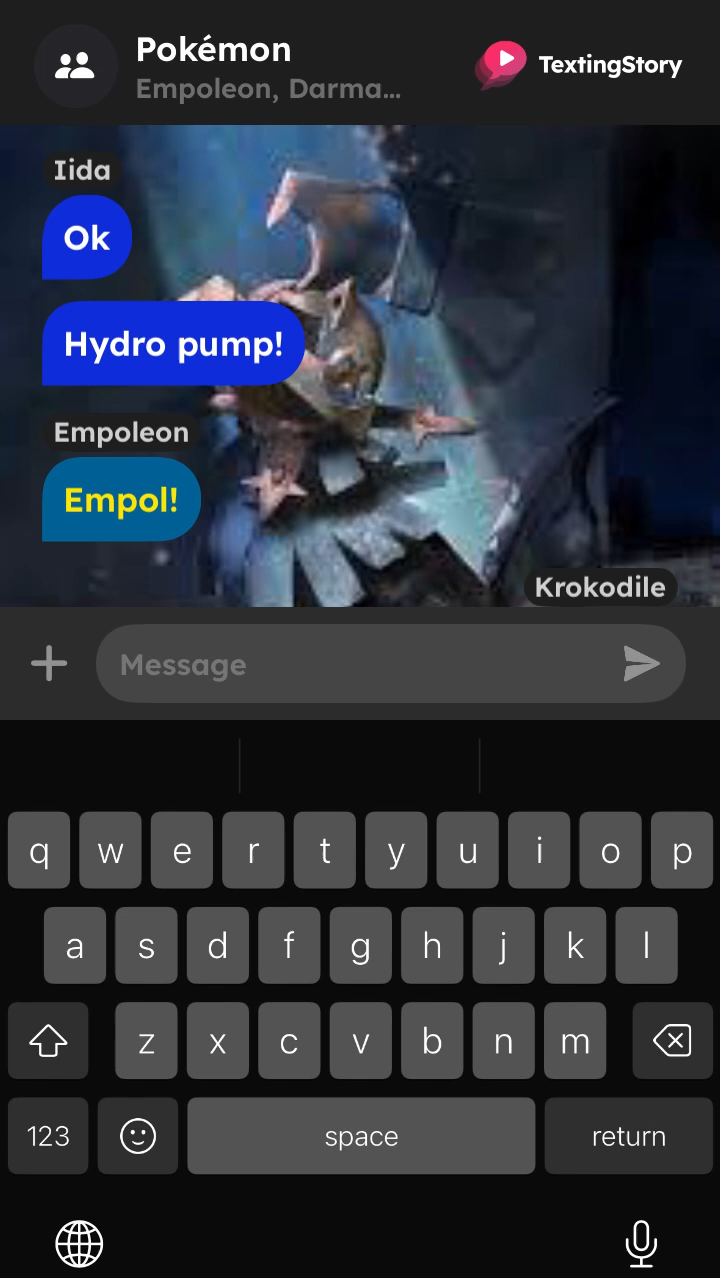 Pokémon
Empoleon, Darma...
TextingStory
Iida
Ok
Hydro pump!
Empoleon
Empol!
Krokodile
Message
q w e r t y u i o p
a s d f g h j k l
z x c v b n m
123 space return